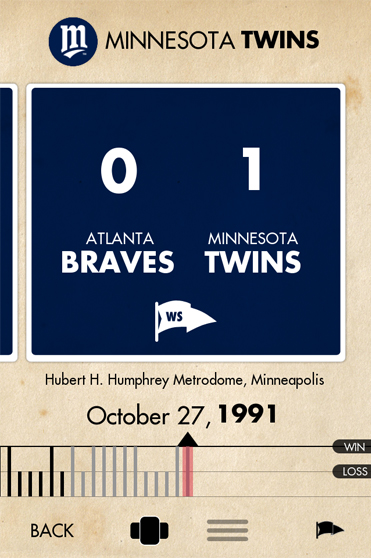 M MINNESOTA TWINS
0 1
ATLANTA MINNESOTA
BRAVES TWINS
WS
Hubert H. Humphrey Metrodome, Minneapolis
October 27, 1991
WIN
LOSS
BACK